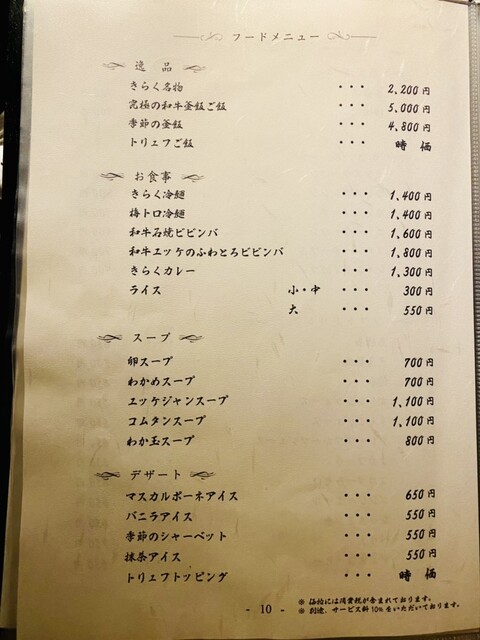 フードメニュー
逸品
きらく名物 ・・・ 2,200円
究極の和牛釜飯ご飯 ・・・ 5,000円
季節の釜飯 ・・・ 4,800円
トリュフご飯 ・・・ 時価
お食事
きらく冷麺 ・・・ 1,400円
梅トロ冷麺 ・・・ 1,400円
和牛石焼ビビンバ ・・・ 1,600円
和牛エッケのふわとろビビンバ ・・・ 1,800円
きらくカレー ・・・ 1,300円
ライス 小・中 ・・・ 300円
大 ・・・ 550円
スープ
卵スープ ・・・ 700円
わかめスープ ・・・ 700円
ユッケジャンスープ ・・・ 1,100円
コムタンスープ ・・・ 1,100円
わか玉スープ ・・・ 800円
デザート
マスカルポーネアイス ・・・ 650円
バニラアイス ・・・ 550円
季節のシャーベット ・・・ 550円
抹茶アイス ・・・ 550円
トリュフトッピング ・・・ 時価
※ 価格には消費税が含まれております。
※ 別途、サービス料10%をいただいております。
- 10 -